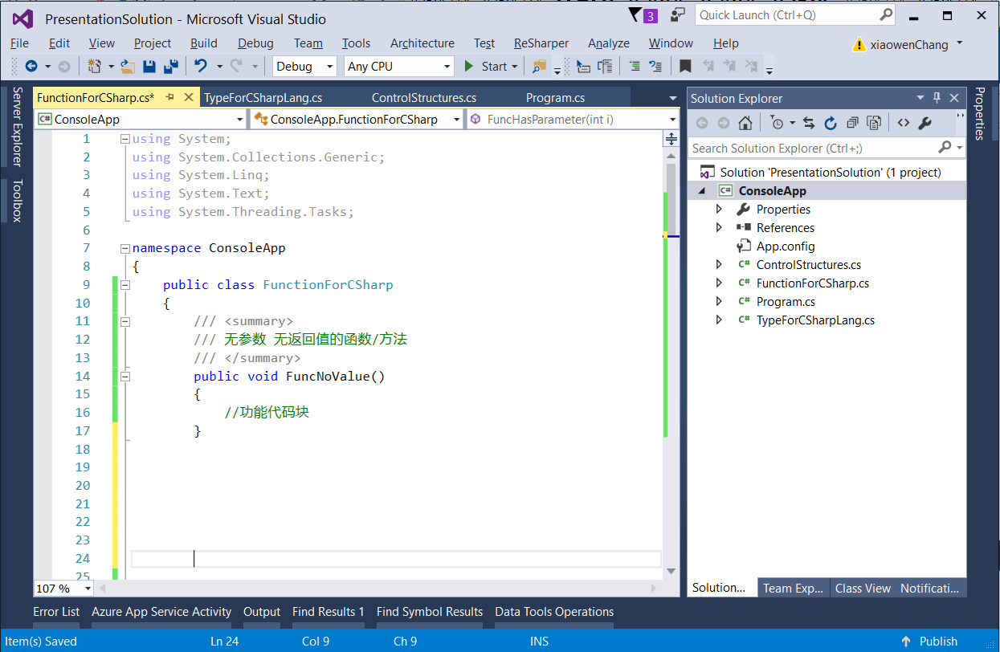 PresentationSolution - Microsoft Visual Studio
3
Quick Launch (Ctrl+Q)
File Edit View Project Build Debug Team Tools Architecture Test ReSharper Analyze Window Help
xiaowenChang
Debug Any CPU Start
Server Explorer
Toolbox
FunctionForCSharp.cs* TypeForCSharpLang.cs ControlStructures.cs Program.cs
C# ConsoleApp ConsoleApp.FunctionForCSharp FuncHasParameter(int i)
1 using System;
2 using System.Collections.Generic;
3 using System.Linq;
4 using System.Text;
5 using System.Threading.Tasks;
6
7 namespace ConsoleApp
8 {
9 public class FunctionForCSharp
10 {
11 /// <summary>
12 /// 无参数 无返回值的函数/方法
13 /// </summary>
14 public void FuncNoValue()
15 {
16 //功能代码块
17 }
18
19
20
21
22
23
24
25
107 %
Solution Explorer
Search Solution Explorer (Ctrl+;)
Solution 'PresentationSolution' (1 project)
C# ConsoleApp
Properties
References
App.config
C# ControlStructures.cs
C# FunctionForCSharp.cs
C# Program.cs
C# TypeForCSharpLang.cs
Solution... Team Exp... Class View Notificati...
Properties
Error List Azure App Service Activity Output Find Results 1 Find Symbol Results Data Tools Operations
Item(s) Saved Ln 24 Col 9 Ch 9 INS Publish